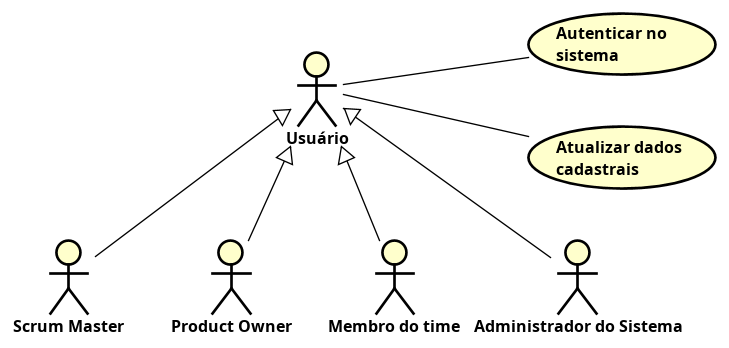 Autenticar no
sistema
Usuário
Atualizar dados
cadastrais
Scrum Master
Product Owner
Membro do time
Administrador do Sistema